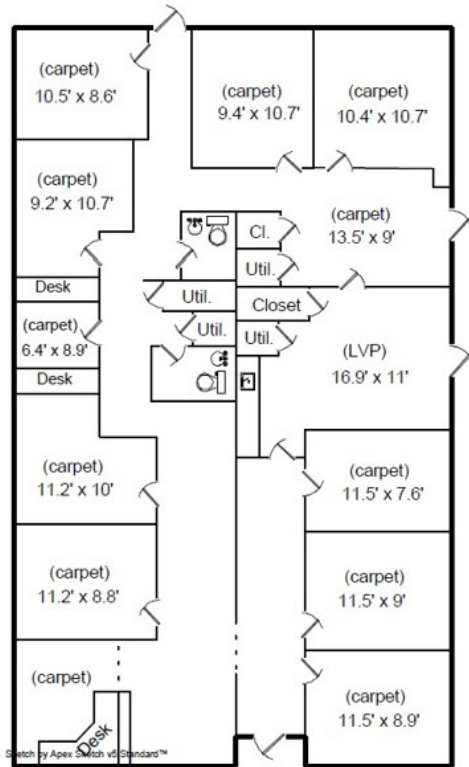 (carpet)
10.5' x 8.6'
(carpet)
9.4' x 10.7'
(carpet)
10.4' x 10.7'
(carpet)
9.2' x 10.7'
(carpet)
13.5' x 9'
Cl.
Util.
Desk
Util.
Closet
(carpet)
6.4' x 8.9'
Util.
Util.
(LVP)
16.9' x 11'
Desk
(carpet)
11.2' x 10'
(carpet)
11.5' x 7.6'
(carpet)
11.2' x 8.8'
(carpet)
11.5' x 9'
(carpet)
(carpet)
11.5' x 8.9'
Desk
Sketch by Apex Sketch v5 Standard™